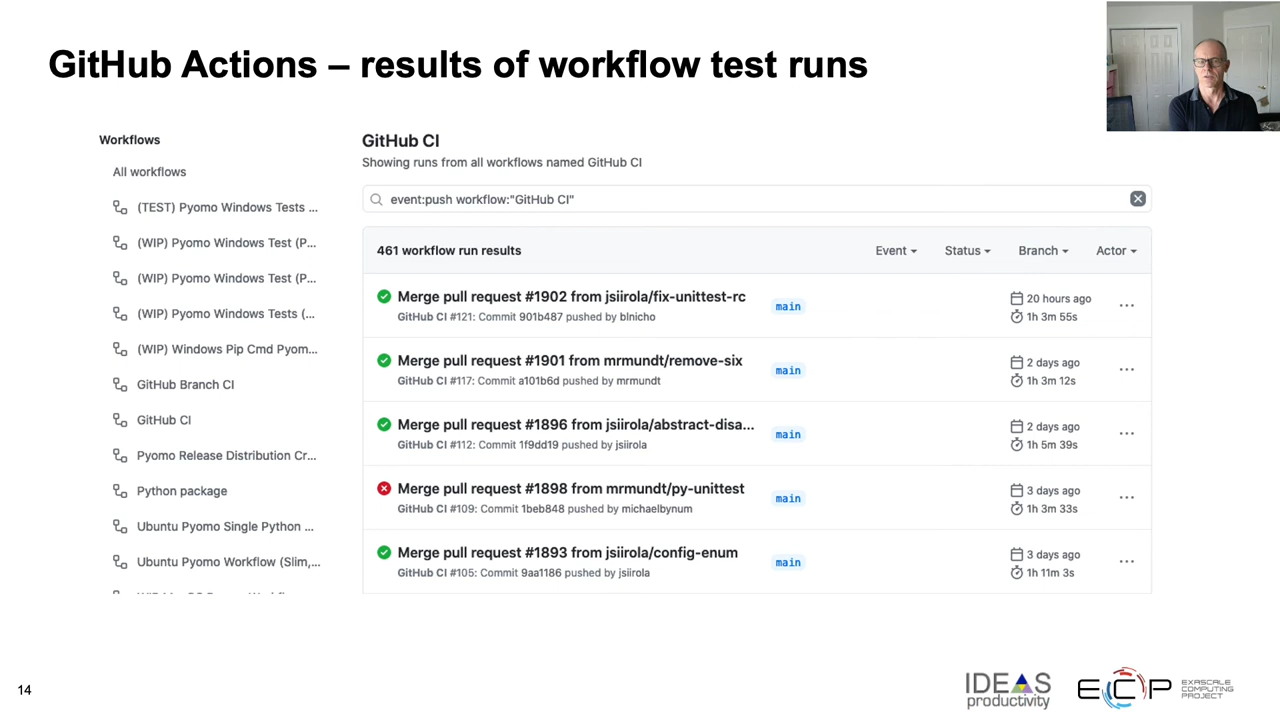 GitHub Actions – results of workflow test runs
Workflows
All workflows
(TEST) Pyomo Windows Tests ...
(WIP) Pyomo Windows Test (P...
(WIP) Pyomo Windows Test (P...
(WIP) Pyomo Windows Tests (...
(WIP) Windows Pip Cmd Pyom...
GitHub Branch CI
GitHub CI
Pyomo Release Distribution Cr...
Python package
Ubuntu Pyomo Single Python ...
Ubuntu Pyomo Workflow (Slim,...
GitHub CI
Showing runs from all workflows named GitHub CI
event:push workflow:"GitHub CI"
461 workflow run results Event Status Branch Actor
Merge pull request #1902 from jsiirola/fix-unittest-rc main 20 hours ago
GitHub CI #121: Commit 901b487 pushed by blnicho 1h 3m 55s
Merge pull request #1901 from mrmundt/remove-six main 2 days ago
GitHub CI #117: Commit a101b6d pushed by mrmundt 1h 3m 12s
Merge pull request #1896 from jsiirola/abstract-disa... main 2 days ago
GitHub CI #112: Commit 1f9dd19 pushed by jsiirola 1h 5m 39s
Merge pull request #1898 from mrmundt/py-unittest main 3 days ago
GitHub CI #109: Commit 1beb848 pushed by michaelbynum 1h 3m 33s
Merge pull request #1893 from jsiirola/config-enum main 3 days ago
GitHub CI #105: Commit 9aa1186 pushed by jsiirola 1h 11m 3s
14
IDEAS
productivity
ECP
EXASCALE
COMPUTING
PROJECT